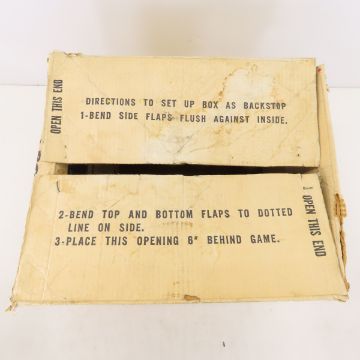 OPEN THIS END
DIRECTIONS TO SET UP BOX AS BACKSTOP
1-BEND SIDE FLAPS FLUSH AGAINST INSIDE.
2-BEND TOP AND BOTTOM FLAPS TO DOTTED
LINE ON SIDE.
3-PLACE THIS OPENING 6" BEHIND GAME.
OPEN THIS END